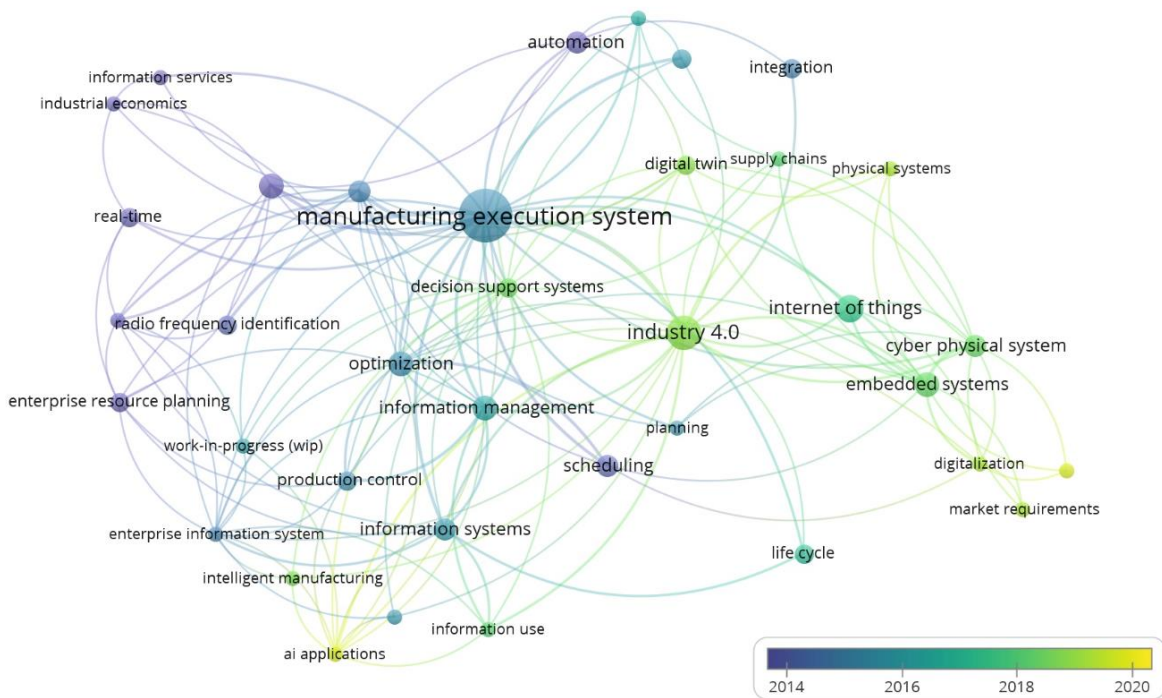 automation
information services
integration
industrial economics
digital twin
supply chains
physical systems
real-time
manufacturing execution system
decision support systems
internet of things
radio frequency identification
industry 4.0
cyber physical system
optimization
embedded systems
enterprise resource planning
information management
planning
work-in-progress (wip)
scheduling
digitalization
production control
market requirements
enterprise information system
information systems
life cycle
intelligent manufacturing
information use
ai applications
2014
2016
2018
2020